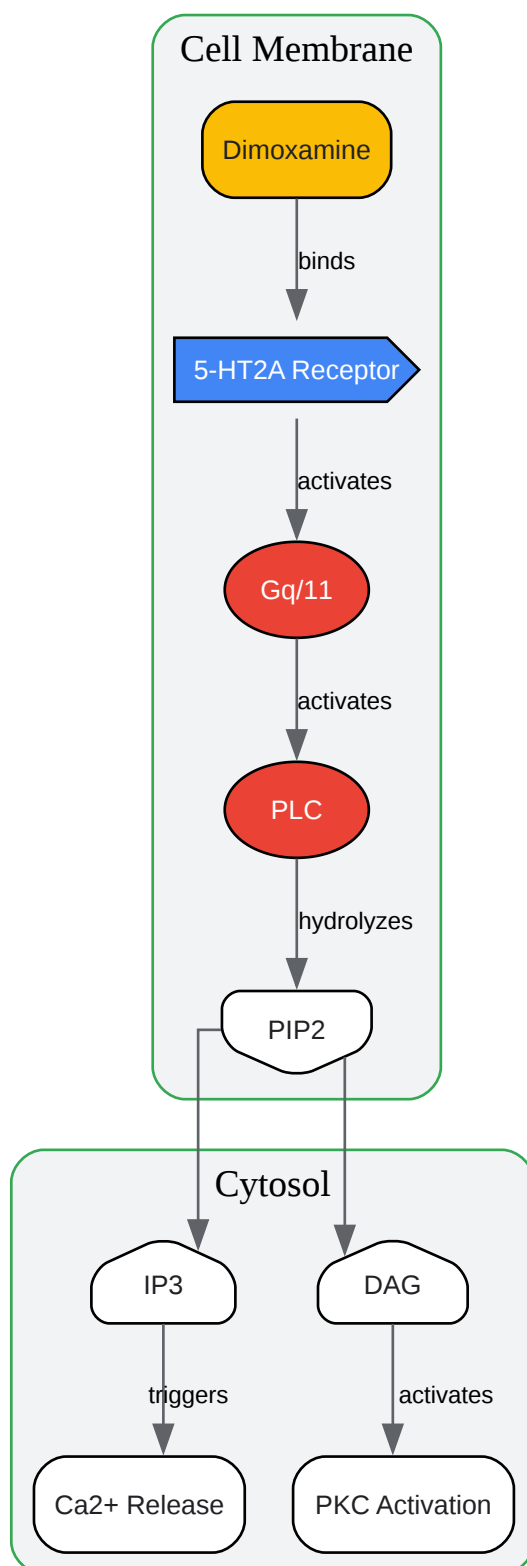 Cell Membrane
Dimoxamine
binds
5-HT2A Receptor
activates
Gq/11
activates
PLC
hydrolyzes
PIP2
Cytosol
IP3
DAG
triggers
activates
Ca2+ Release
PKC Activation